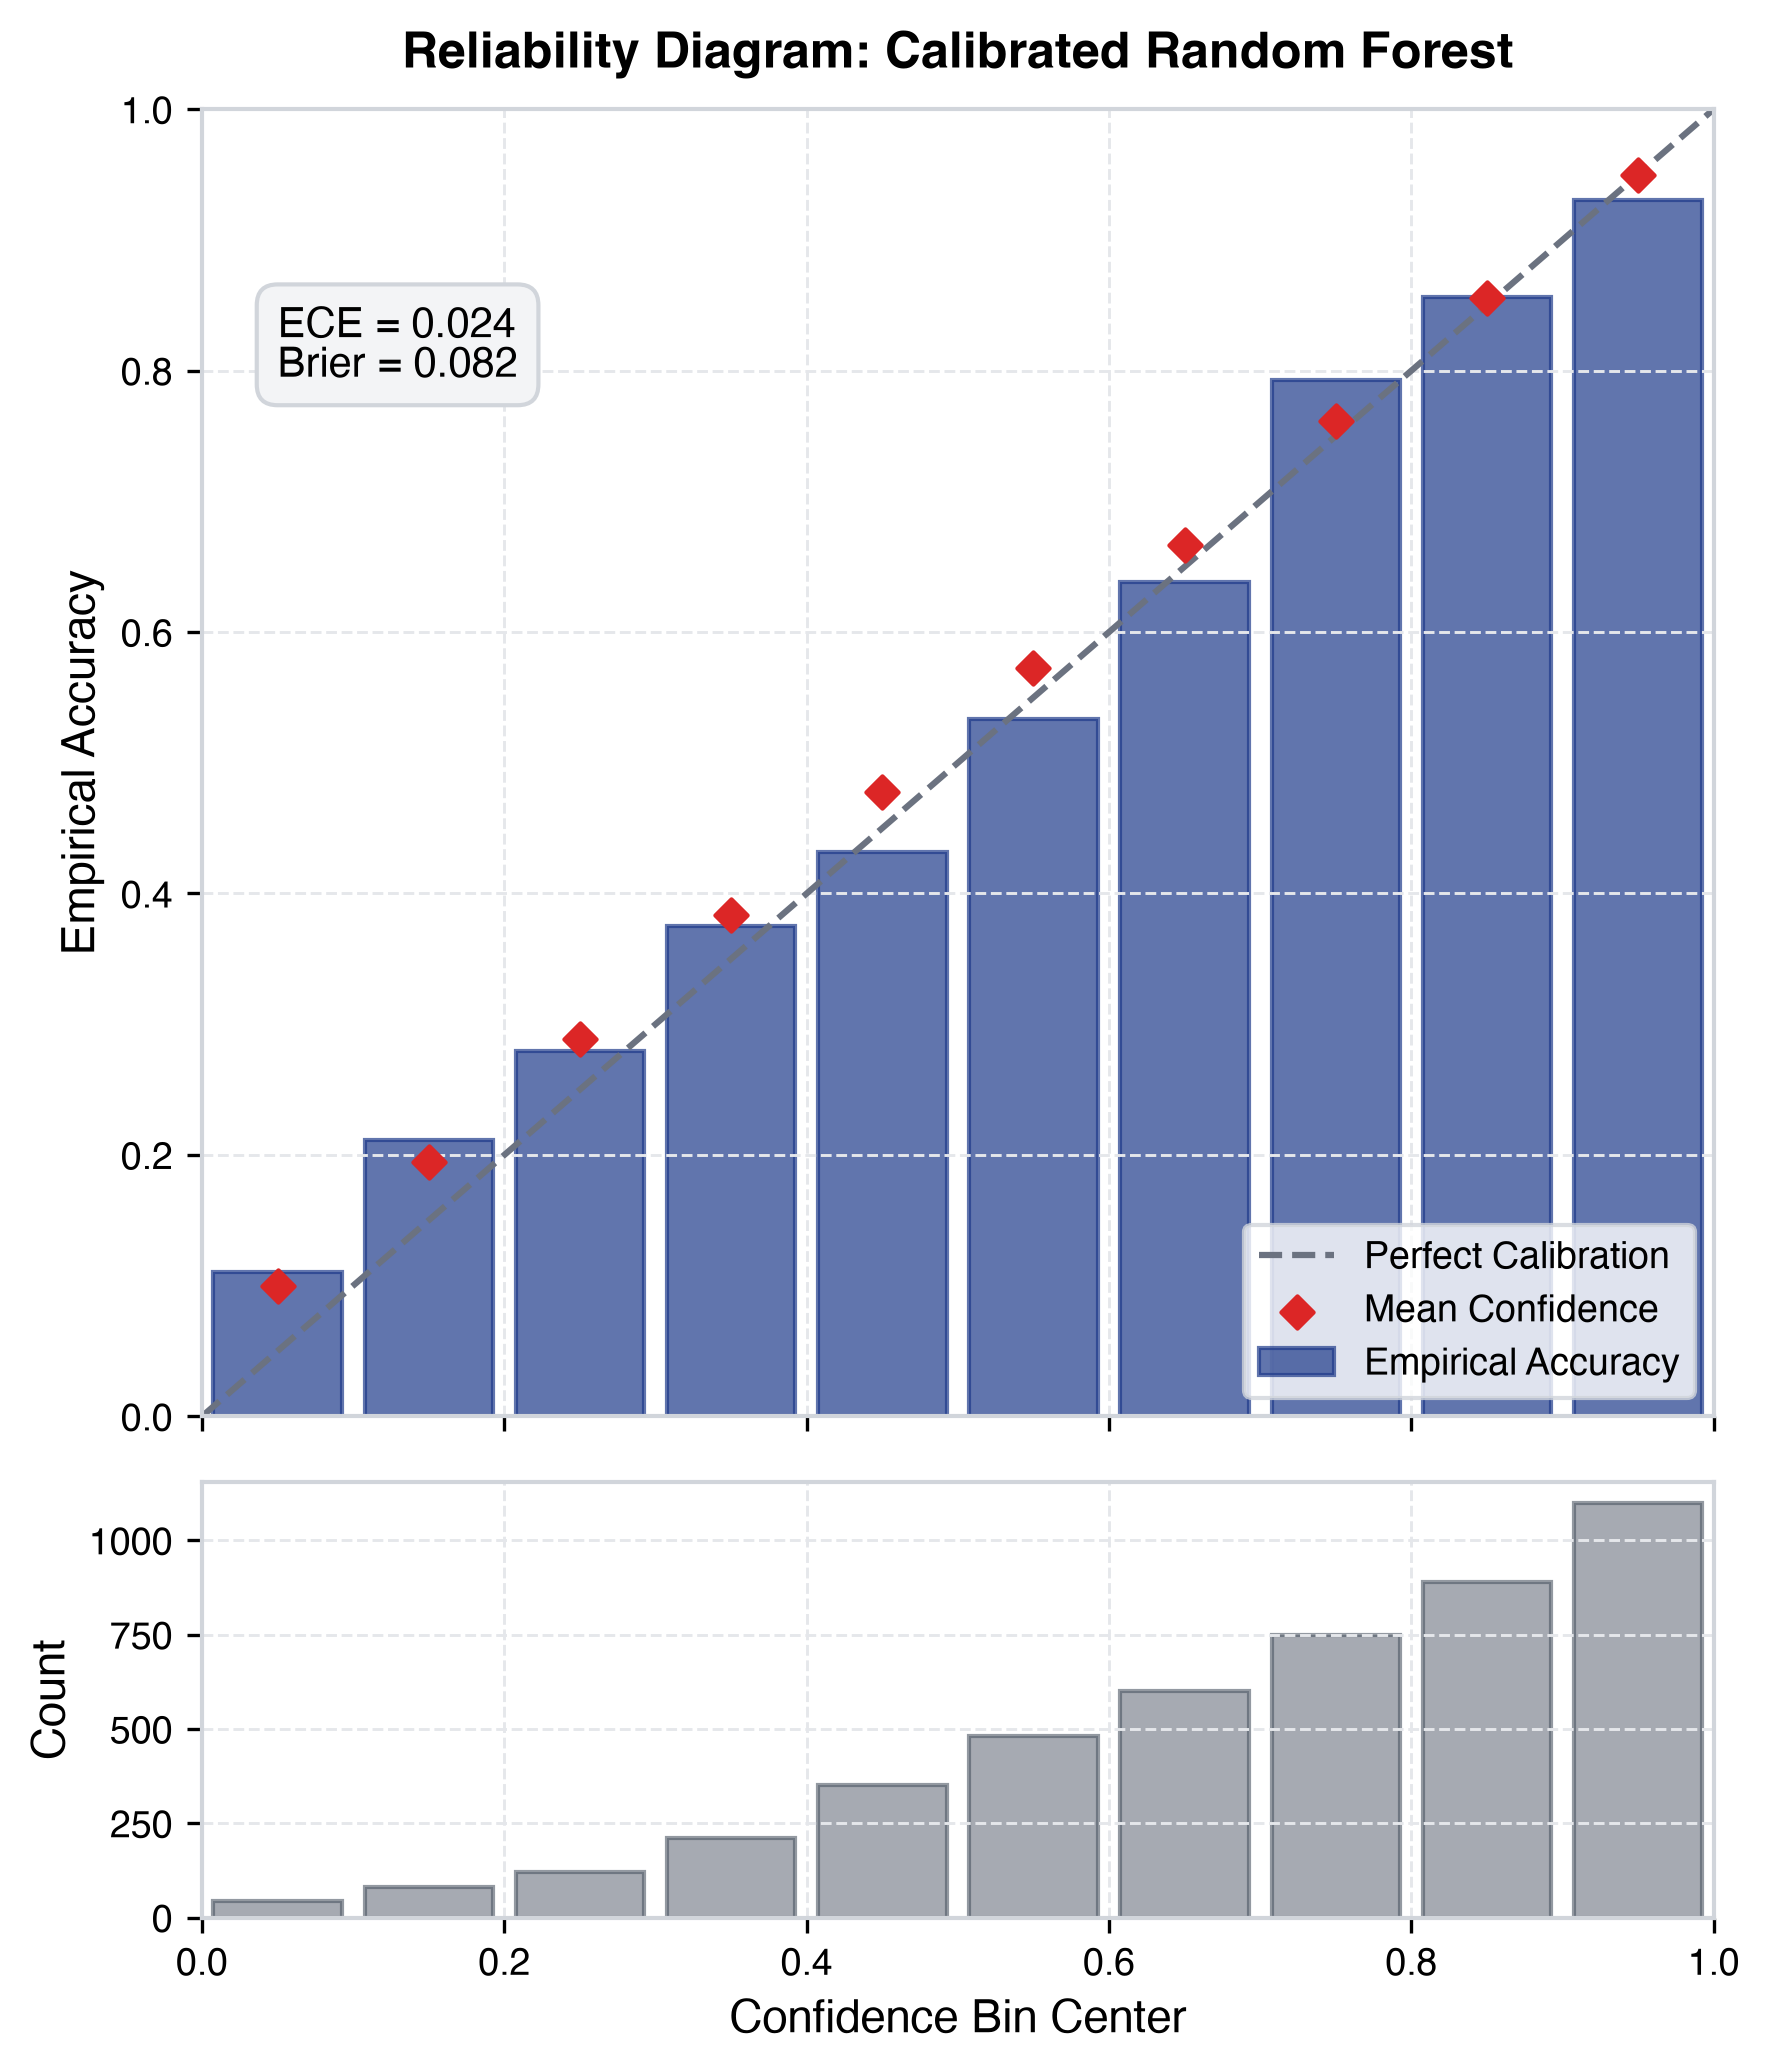 Reliability Diagram: Calibrated Random Forest
1.0
0.8
0.6
0.4
0.2
0.0
Empirical Accuracy
ECE = 0.024
Brier = 0.082
Perfect Calibration
Mean Confidence
Empirical Accuracy
1000
750
500
250
0
Count
0.0 0.2 0.4 0.6 0.8 1.0
Confidence Bin Center